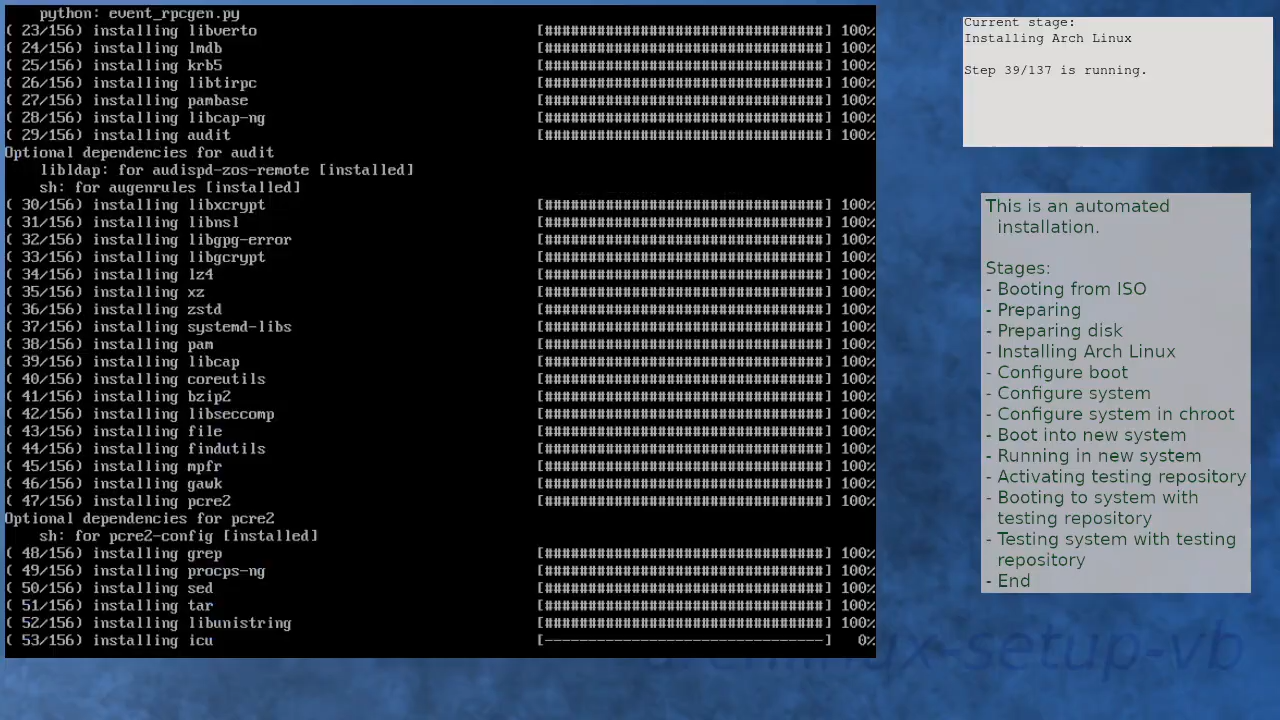 python: event_rpcgen.py
( 23/156) installing libverto [################################] 100%
( 24/156) installing lmdb [################################] 100%
( 25/156) installing krb5 [################################] 100%
( 26/156) installing libtirpc [################################] 100%
( 27/156) installing pambase [################################] 100%
( 28/156) installing libcap-ng [################################] 100%
( 29/156) installing audit [################################] 100%
Optional dependencies for audit
    libldap: for audispd-zos-remote [installed]
    sh: for augenrules [installed]
( 30/156) installing libxcrypt [################################] 100%
( 31/156) installing libnsl [################################] 100%
( 32/156) installing libgpg-error [################################] 100%
( 33/156) installing libgcrypt [################################] 100%
( 34/156) installing lz4 [################################] 100%
( 35/156) installing xz [################################] 100%
( 36/156) installing zstd [################################] 100%
( 37/156) installing systemd-libs [################################] 100%
( 38/156) installing pam [################################] 100%
( 39/156) installing libcap [################################] 100%
( 40/156) installing coreutils [################################] 100%
( 41/156) installing bzip2 [################################] 100%
( 42/156) installing libseccomp [################################] 100%
( 43/156) installing file [################################] 100%
( 44/156) installing findutils [################################] 100%
( 45/156) installing mpfr [################################] 100%
( 46/156) installing gawk [################################] 100%
( 47/156) installing pcre2 [################################] 100%
Optional dependencies for pcre2
    sh: for pcre2-config [installed]
( 48/156) installing grep [################################] 100%
( 49/156) installing procps-ng [################################] 100%
( 50/156) installing sed [################################] 100%
( 51/156) installing tar [################################] 100%
( 52/156) installing libunistring [################################] 100%
( 53/156) installing icu [--------------------------------] 0%
Current stage:
Installing Arch Linux
Step 39/137 is running.
This is an automated
installation.
Stages:
- Booting from ISO
- Preparing
- Preparing disk
- Installing Arch Linux
- Configure boot
- Configure system
- Configure system in chroot
- Boot into new system
- Running in new system
- Activating testing repository
- Booting to system with
testing repository
- Testing system with testing
repository
- End
-setup-vb